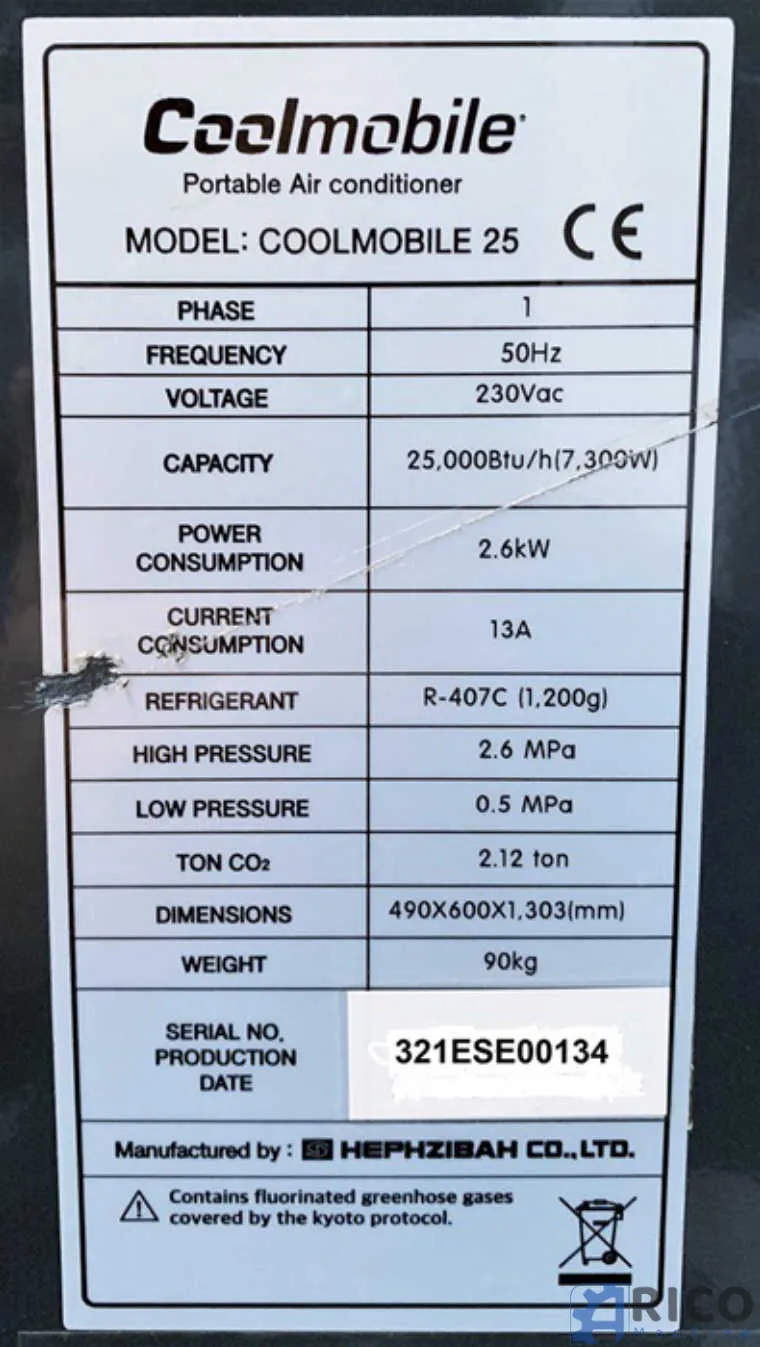 Coolmobile
Portable Air conditioner
MODEL: COOLMOBILE 25 CE
PHASE 1
FREQUENCY 50Hz
VOLTAGE 230Vac
CAPACITY 25,000Btu/h(7,300W)
POWER
CONSUMPTION 2.6kW
CURRENT
CONSUMPTION 13A
REFRIGERANT R-407C (1,200g)
HIGH PRESSURE 2.6 MPa
LOW PRESSURE 0.5 MPa
TON CO₂ 2.12 ton
DIMENSIONS 490X600X1,303(mm)
WEIGHT 90kg
SERIAL NO.
PRODUCTION
DATE 321ESE00134
Manufactured by : HEPHZIBAH CO.,LTD.
Contains fluorinated greenhose gases
covered by the kyoto protocol.
RICO